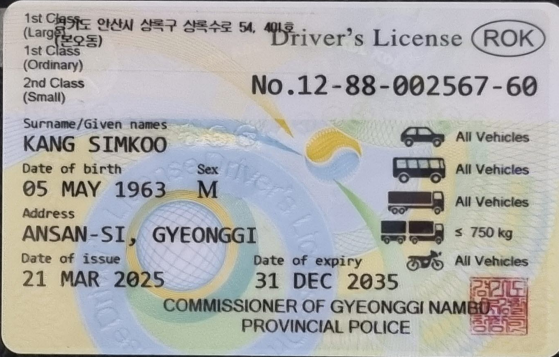 1st Class
(Large)
경기도 안산시 상록구 상록수로 54, 401호
(본오동)
Driver's License ROK
1st Class
(Ordinary)
2nd Class
(Small)
No.12-88-002567-60
Surname/Given names
KANG SIMKOO
All Vehicles
Date of birth Sex
05 MAY 1963 M
All Vehicles
All Vehicles
Address
ANSAN-SI, GYEONGGI
≤ 750 kg
Date of issue Date of expiry
All Vehicles
21 MAR 2025 31 DEC 2035
COMMISSIONER OF GYEONGGI NAMBU
PROVINCIAL POLICE